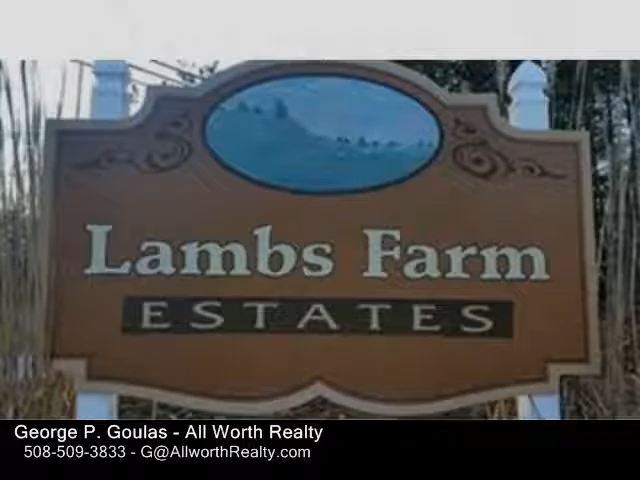 Lambs Farm
ESTATES
George P. Goulas - All Worth Realty
508-509-3833 - G@AllworthRealty.com